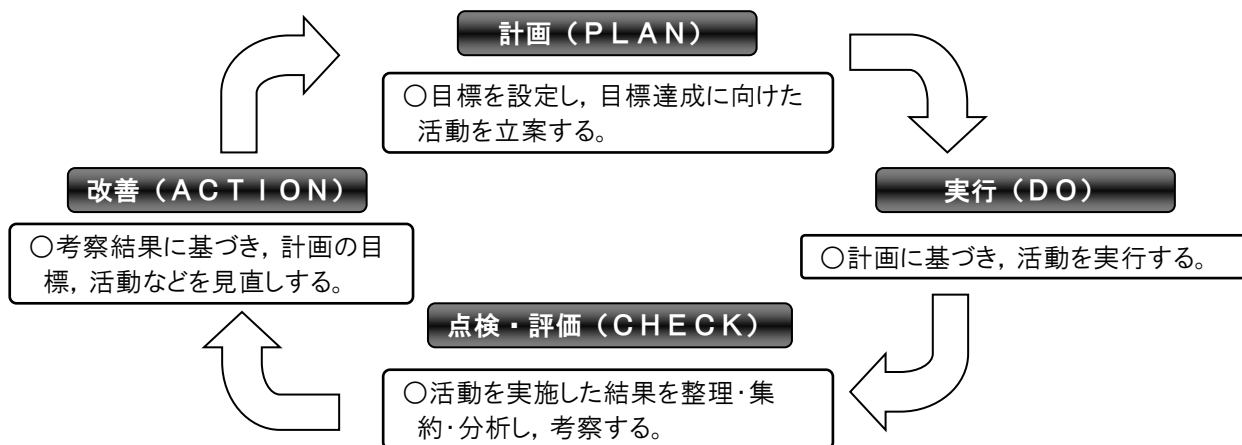 計画（ＰＬＡＮ）
○目標を設定し，目標達成に向けた
活動を立案する。
改善（ＡＣＴＩＯＮ）
実行（ＤＯ）
○考察結果に基づき，計画の目
標，活動などを見直しする。
○計画に基づき，活動を実行する。
点検・評価（ＣＨＥＣＫ）
○活動を実施した結果を整理・集
約・分析し，考察する。